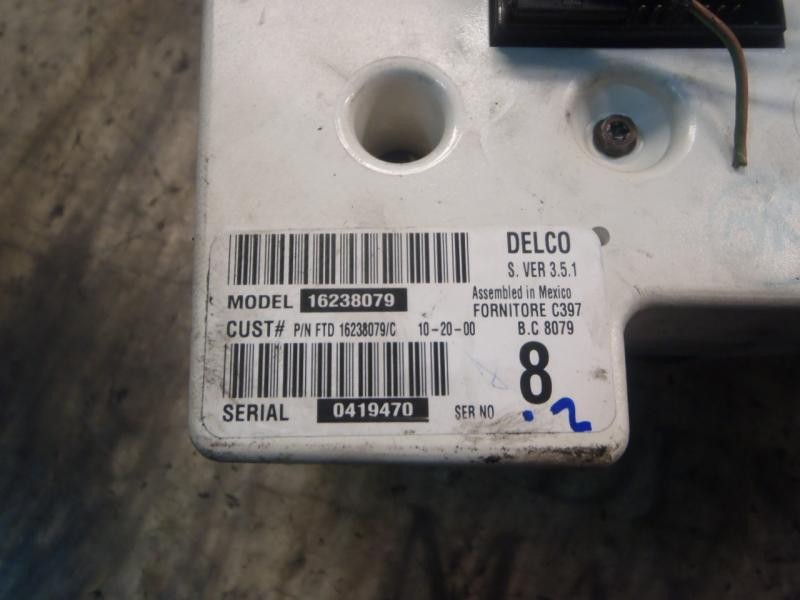 DELCO
S. VER 3.5.1
MODEL 16238079
Assembled in Mexico
FORNITORE C397
CUST# P/N FTD 16238079/C 10-20-00 B.C 8079
8
SERIAL 0419470 SER NO .2